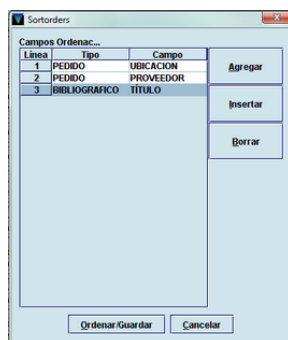 Sortorders
Campos Ordenac...
Línea Tipo Campo
1 PEDIDO UBICACION
2 PEDIDO PROVEEDOR
3 BIBLIOGRAFICO TÍTULO
Agregar
Insertar
Borrar
Ordenar/Guardar Cancelar